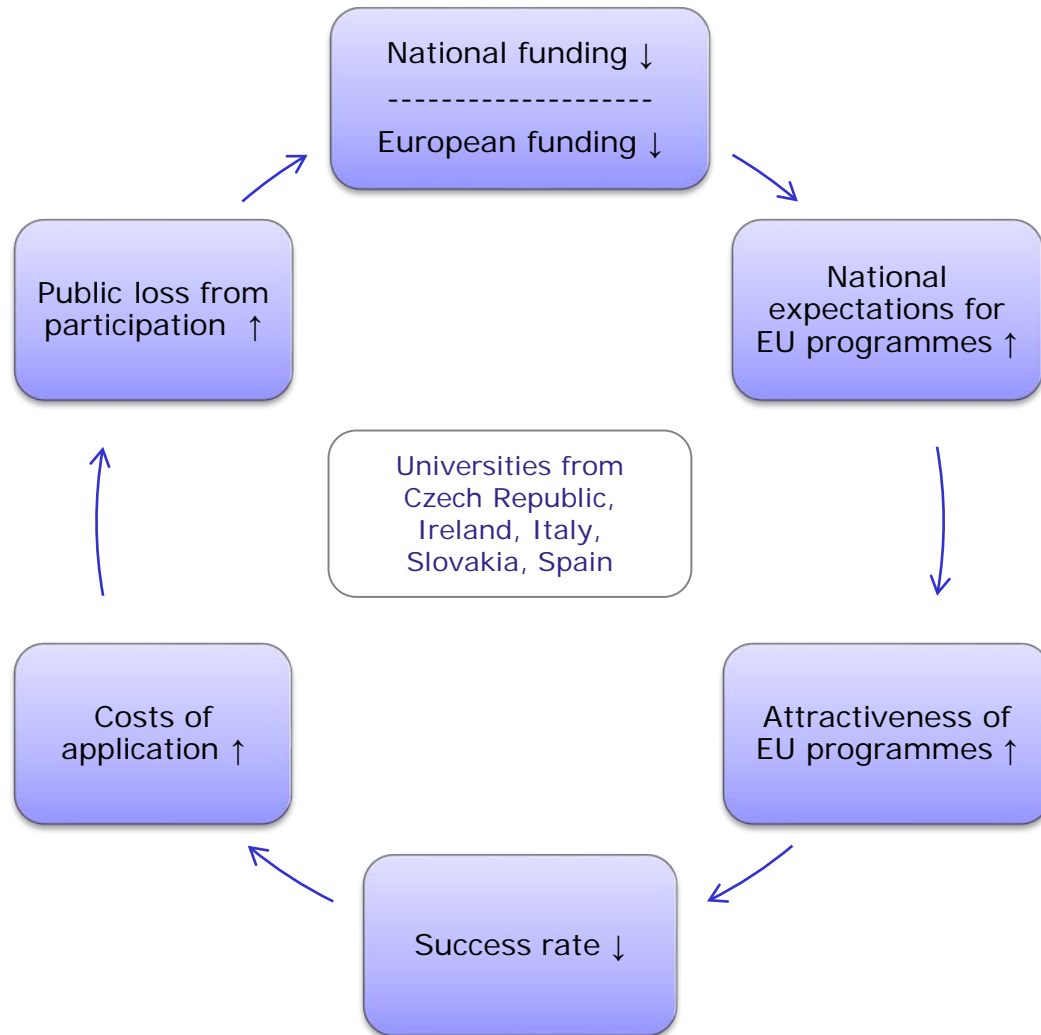 National funding ↓
----------------------
European funding ↓
National
expectations for
EU programmes ↑
Attractiveness of
EU programmes ↑
Success rate ↓
Costs of
application ↑
Public loss from
participation ↑
Universities from
Czech Republic,
Ireland, Italy,
Slovakia, Spain